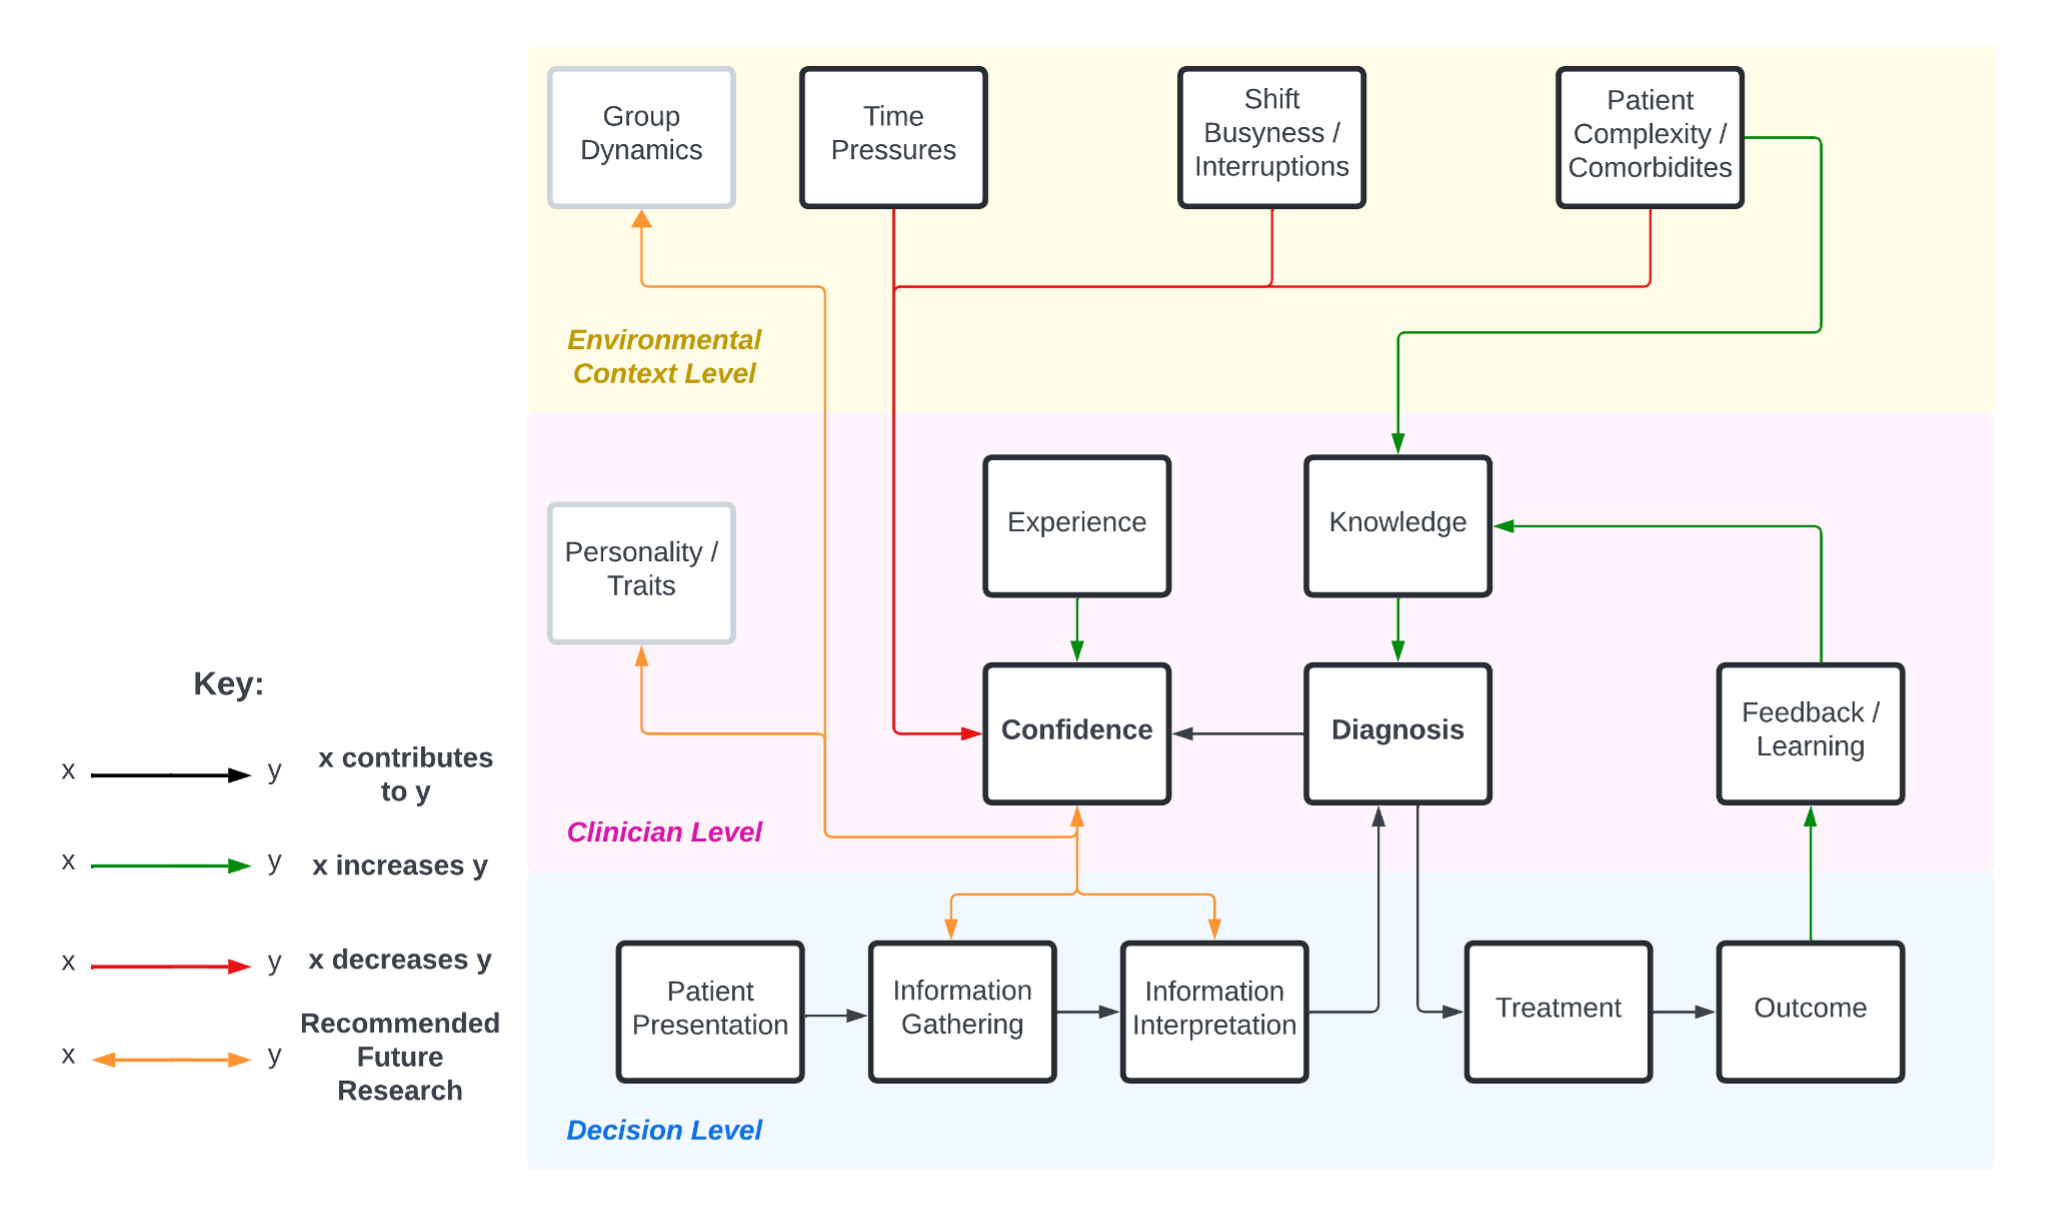 Group
Dynamics
Time
Pressures
Shift
Busyness /
Interruptions
Patient
Complexity /
Comorbidites
Environmental
Context Level
Experience
Knowledge
Personality /
Traits
Confidence
Diagnosis
Feedback /
Learning
Clinician Level
Patient
Presentation
Information
Gathering
Information
Interpretation
Treatment
Outcome
Decision Level
Key:
x y x contributes
to y
x y x increases y
x y x decreases y
x y Recommended
Future
Research